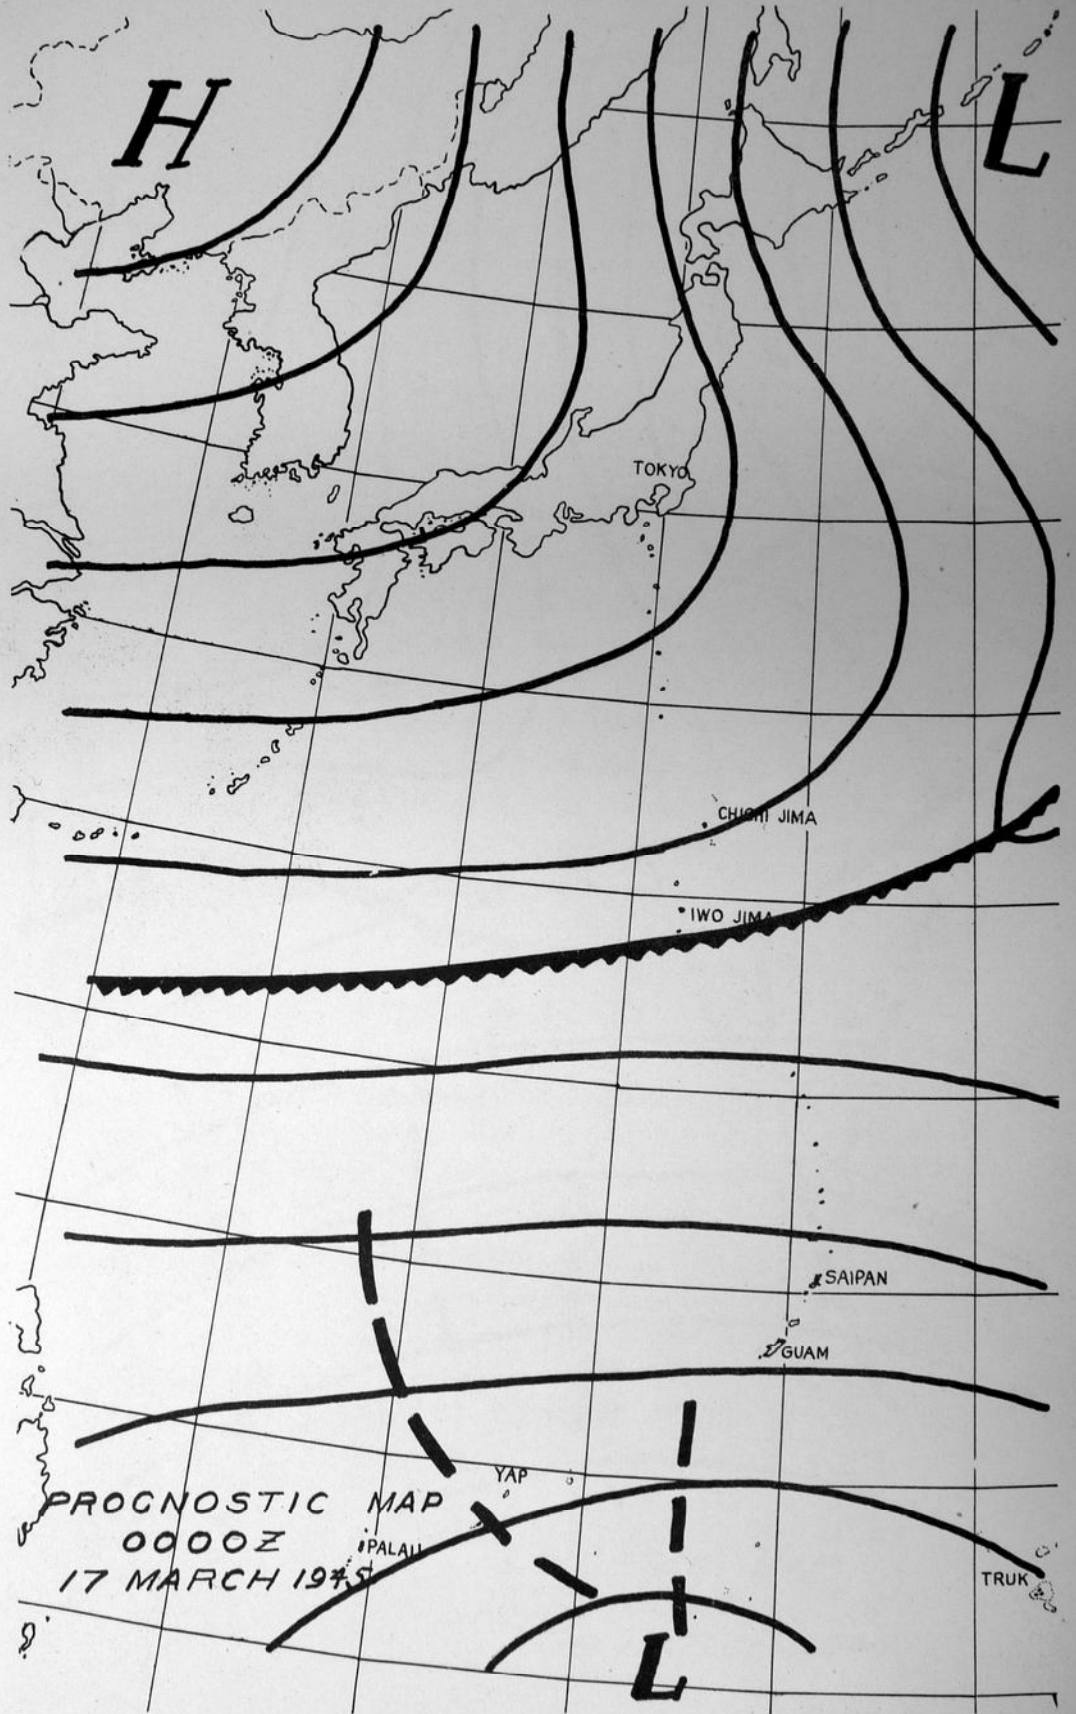 H
L
TOKYO
CHICHI JIMA
IWO JIMA
SAIPAN
GUAM
YAP
PROGNOSTIC MAP
0000Z
PALAU
17 MARCH 1945
TRUK
L